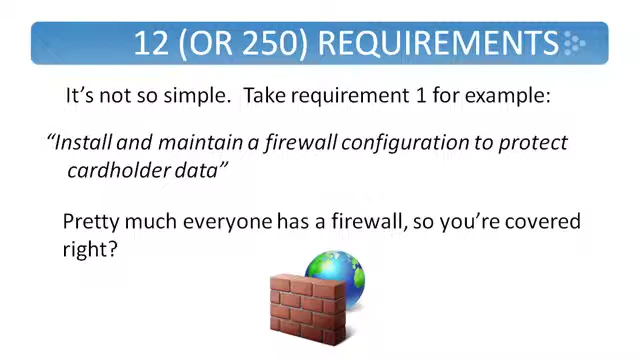 12 (OR 250) REQUIREMENTS
It's not so simple.  Take requirement 1 for example:
“Install and maintain a firewall configuration to protect
cardholder data”
Pretty much everyone has a firewall, so you're covered
right?